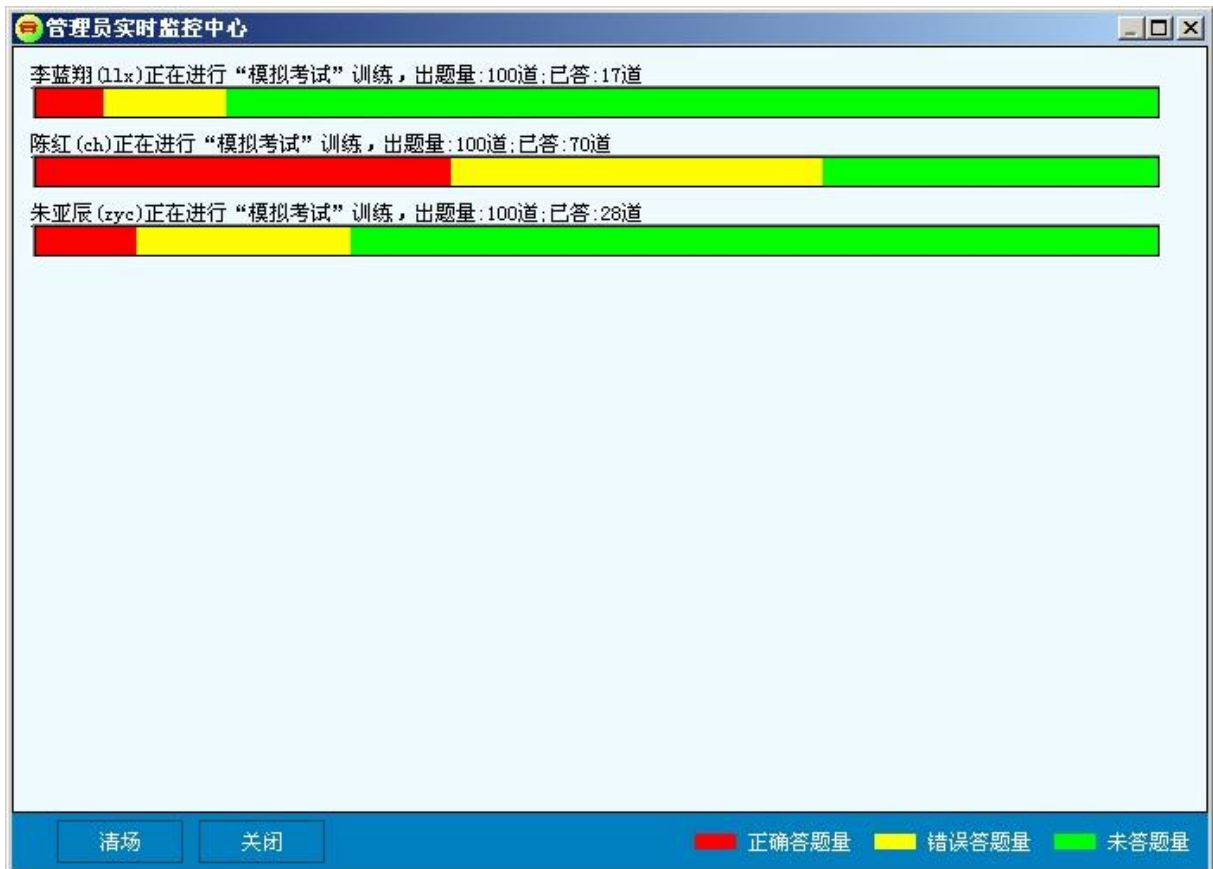 管理员实时监控中心
李蓝翔(llx)正在进行“模拟考试”训练，出题量:100道;已答:17道
陈红(ch)正在进行“模拟考试”训练，出题量:100道;已答:70道
朱亚辰(zyc)正在进行“模拟考试”训练，出题量:100道;已答:28道
清场 关闭 正确答题量 错误答题量 未答题量